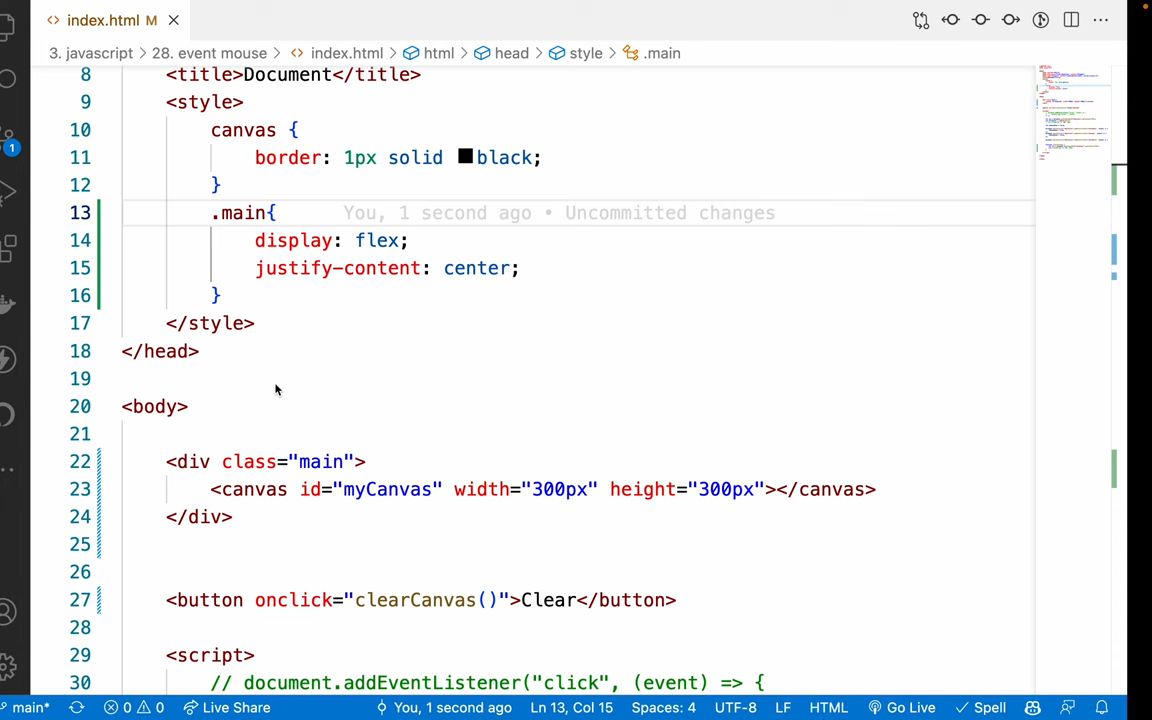 index.html M
3. javascript > 28. event mouse > index.html > html > head > style > .main
8 <title>Document</title>
9 <style>
10 canvas {
11 border: 1px solid black;
12 }
13 .main{ You, 1 second ago • Uncommitted changes
14 display: flex;
15 justify-content: center;
16 }
17 </style>
18 </head>
19
20 <body>
21
22 <div class="main">
23 <canvas id="myCanvas" width="300px" height="300px"></canvas>
24 </div>
25
26
27 <button onclick="clearCanvas()">Clear</button>
28
29 <script>
30 // document.addEventListener("click", (event) => {
1
main* 0 0 Live Share You, 1 second ago Ln 13, Col 15 Spaces: 4 UTF-8 LF HTML Go Live Spell